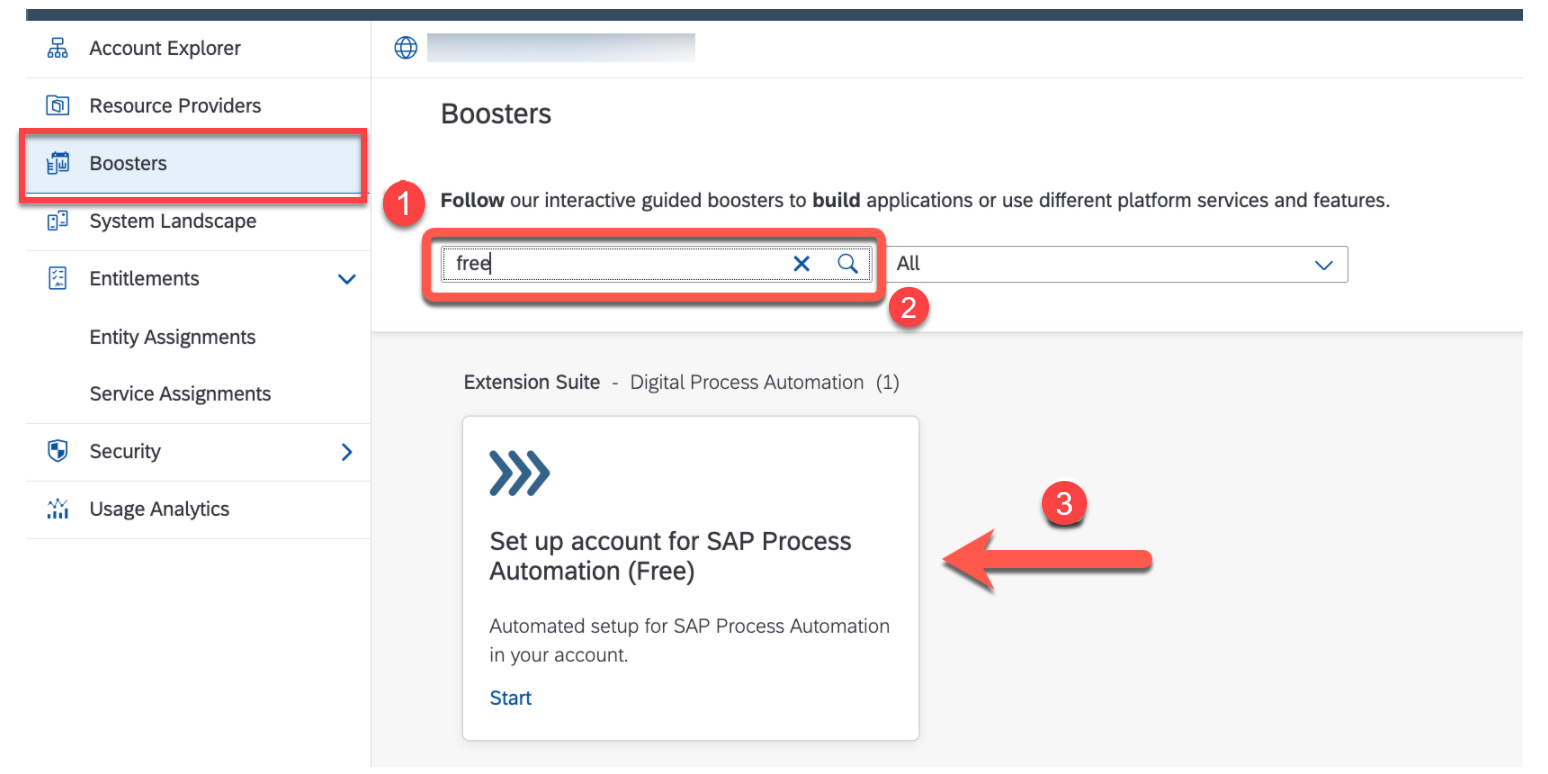 Account Explorer
Resource Providers
Boosters
System Landscape
Entitlements
Entity Assignments
Service Assignments
Security
Usage Analytics
Boosters
1
Follow our interactive guided boosters to build applications or use different platform services and features.
free
All
2
Extension Suite - Digital Process Automation (1)
Set up account for SAP Process
Automation (Free)
Automated setup for SAP Process Automation
in your account.
Start
3